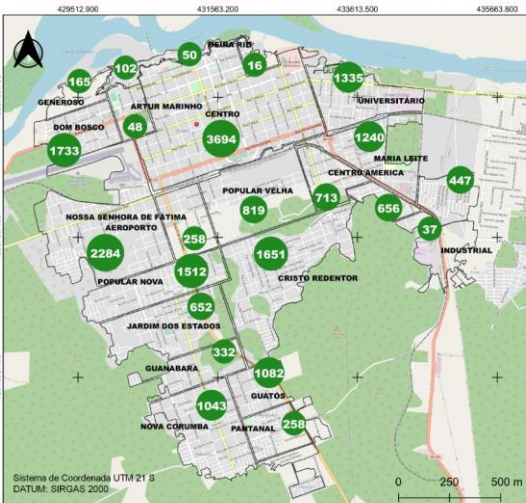 429512.900 431563.200 433613.500 435663.800
BEIRA RIO
50
102
16
165
1335
GENEROSO
ARTUR MARINHO
UNIVERSITÁRIO
CENTRO
DOM BOSCO
48
3694
1240
1733
MARIA LEITE
CENTRO AMERICA
447
POPULAR VELHA
713
819
656
NOSSA SENHORA DE FÁTIMA
AEROPORTO
258
37
2284
1651
INDUSTRIAL
1512
POPULAR NOVA
CRISTO REDENTOR
652
JARDIM DOS ESTADOS
332
GUANABARA
1082
GUATÓS
1043
NOVA CORUMBA
PANTANAL
258
Sistema de Coordenada UTM 21 S
DATUM: SIRGAS 2000
0 250 500 m